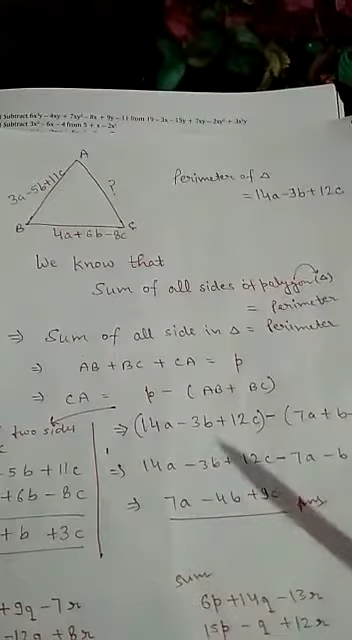 Subtract 6x²y – 4xy + 7xy² – 8x + 9y – 11 from 19 – 3x – 15y + 7xy – 2xy² + 3x²y
Subtract 3x² – 6x – 4 from 5 + x – 2x²
A
3a-5b+11c
?
B
C
4a+6b-8c
Perimeter of Δ
= 14a-3b+12c
We know that
Sum of all sides of polygon(Δ)
= Perimeter
⇒ Sum of all side in Δ = Perimeter
⇒ AB + BC + CA = p
⇒ CA = p - (AB + BC)
two sides
5b + 11c
+6b - 8c
+ b + 3c
⇒ (14a - 3b + 12c) - (7a + b
⇒ 14a - 3b + 12c - 7a - b
⇒ 7a - 4b + 9c Ans
+9q - 7r
-12q + 8r
Sum
6p + 14q - 13r
15p - q + 12r